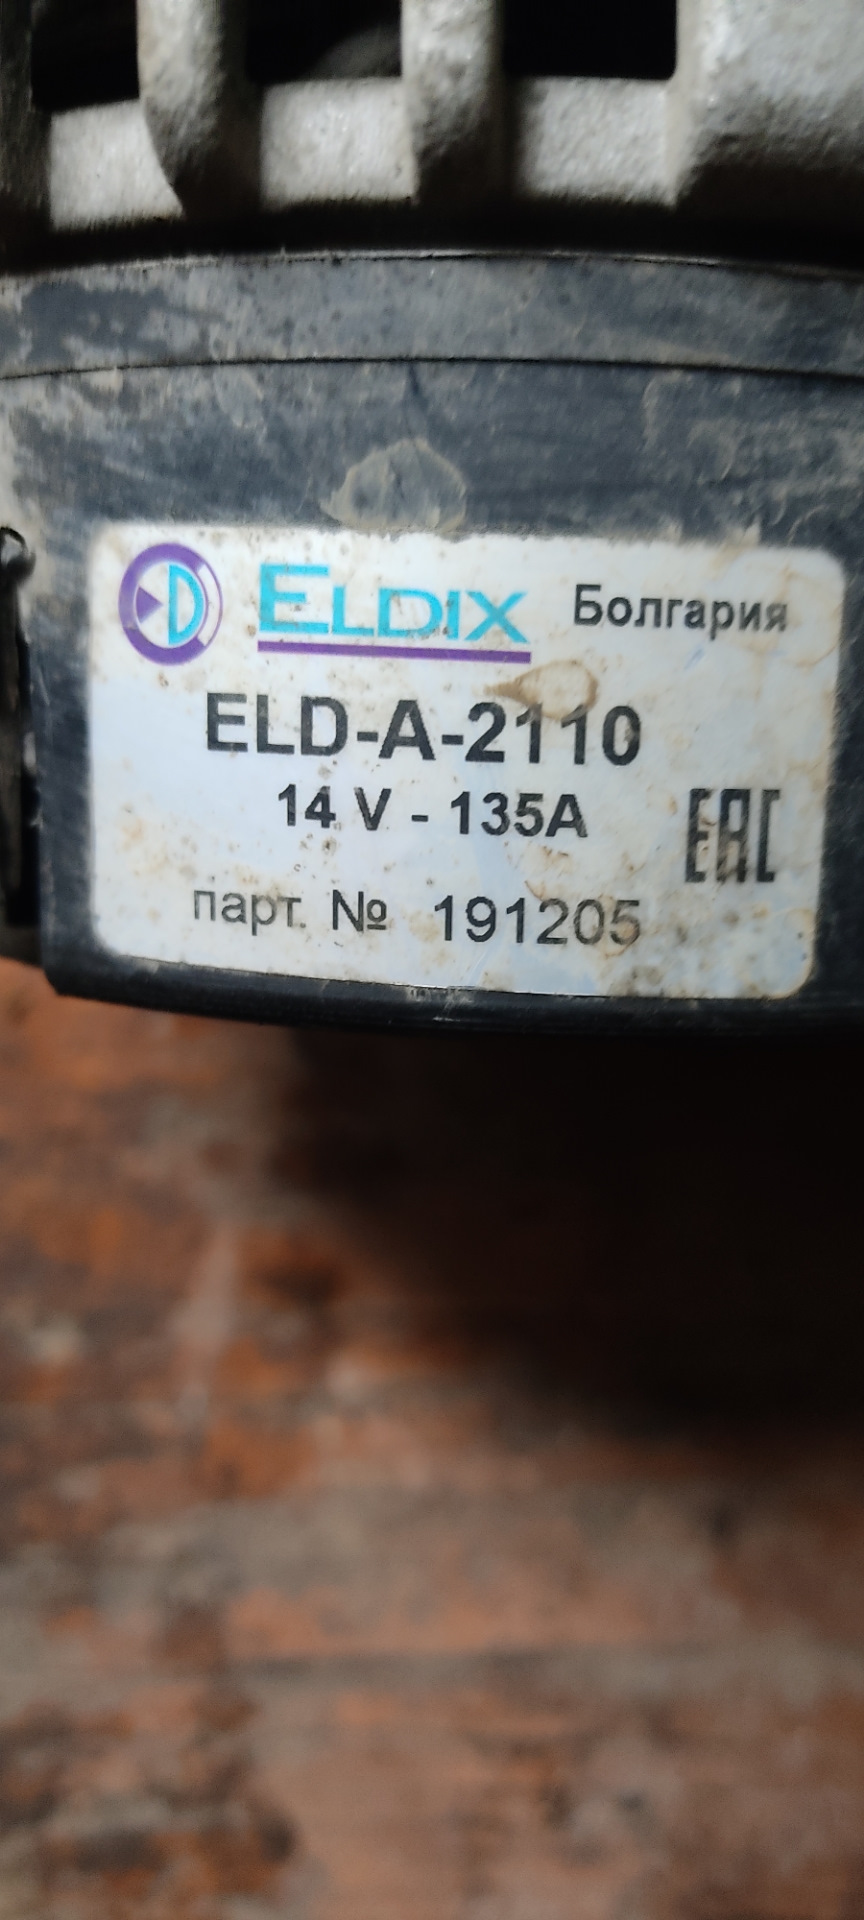 ELDIX Болгария
ELD-A-2110
14 V - 135A
EAC
парт. № 191205